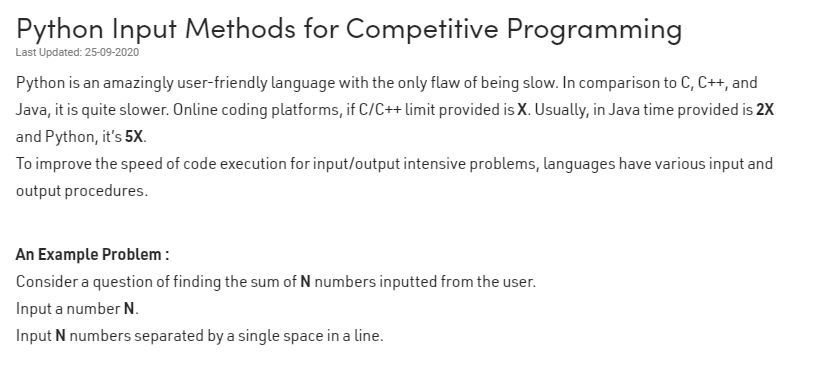 Python Input Methods for Competitive Programming
Last Updated: 25-09-2020
Python is an amazingly user-friendly language with the only flaw of being slow. In comparison to C, C++, and
Java, it is quite slower. Online coding platforms, if C/C++ limit provided is X. Usually, in Java time provided is 2X
and Python, it's 5X.
To improve the speed of code execution for input/output intensive problems, languages have various input and
output procedures.
An Example Problem :
Consider a question of finding the sum of N numbers inputted from the user.
Input a number N.
Input N numbers separated by a single space in a line.